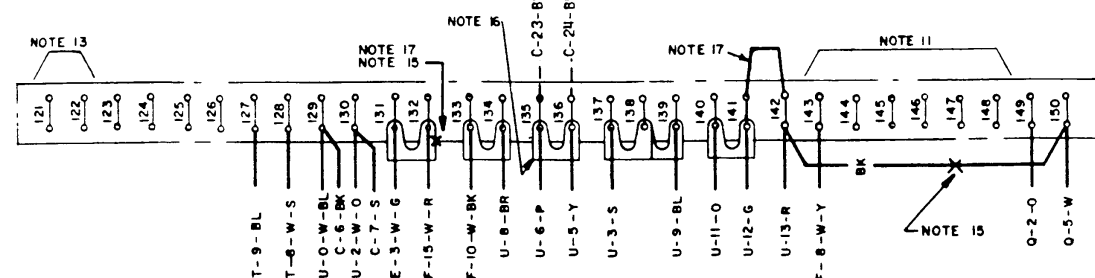 NOTE 13
NOTE 17
NOTE 15
NOTE 16
C-23-B
C-24-B
NOTE 17
NOTE 11
121
122
123
124
125
126
127
128
129
130
131
132
133
134
135
136
137
138
139
140
141
142
143
144
145
146
147
148
149
150
BK
NOTE 15
T-9-BL
T-8-W-S
U-0-W-BL
C-6-BK
U-2-W-O
C-7-S
E-3-W-G
F-15-W-R
F-10-W-BK
U-8-BR
U-6-P
U-5-Y
U-3-S
U-9-BL
U-11-O
U-12-G
U-13-R
F-8-W-Y
Q-2-O
Q-5-W